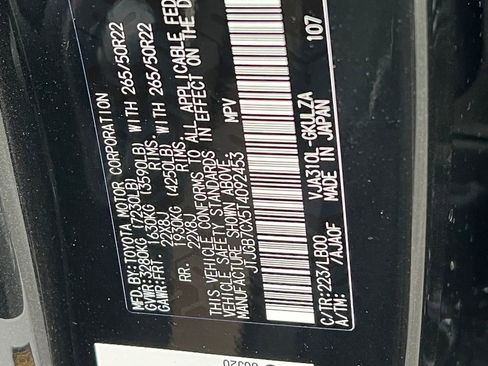 MFD.BY:TOYOTA MOTOR CORPORATION
GVWR:3280KG (7230LB)
GAWR:FRT. 1630KG (3590LB) WITH 265/50R22
22X8J RIMS.
RR. 1930KG (4250LB) WITH 265/50R22
22X8J RIMS.
THIS VEHICLE CONFORMS TO ALL APPLICABLE FED
VEHICLE SAFETY STANDARDS IN EFFECT ON THE
MANUFACTURE SHOWN ABOVE.
JTJGB7CX5T4092453 MPV
C/TR:223/LB00 VJA310L-GKULZA
A/TM: /AJA0F MADE IN JAPAN 107